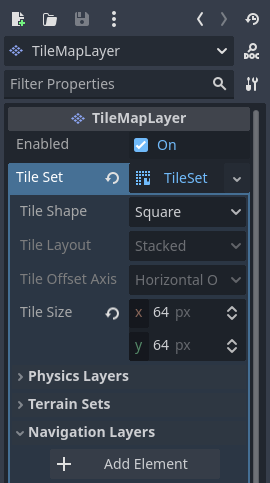 TileMapLayer
DOC
Filter Properties
TileMapLayer
Enabled
On
Tile Set
TileSet
Tile Shape
Square
Tile Layout
Stacked
Tile Offset Axis
Horizontal O
Tile Size
x 64 px
y 64 px
Physics Layers
Terrain Sets
Navigation Layers
Add Element